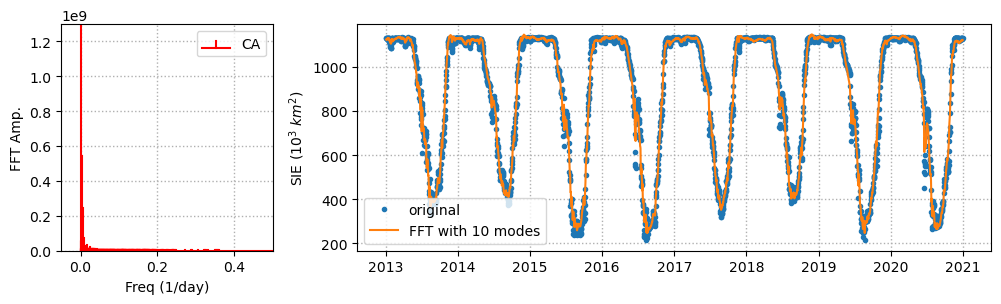 1e9
FFT Amp.
1.2
1.0
0.8
0.6
0.4
0.2
0.0
CA
0.0 0.2 0.4
Freq (1/day)
SIE (10³ km²)
1000
800
600
400
200
original
FFT with 10 modes
2013 2014 2015 2016 2017 2018 2019 2020 2021